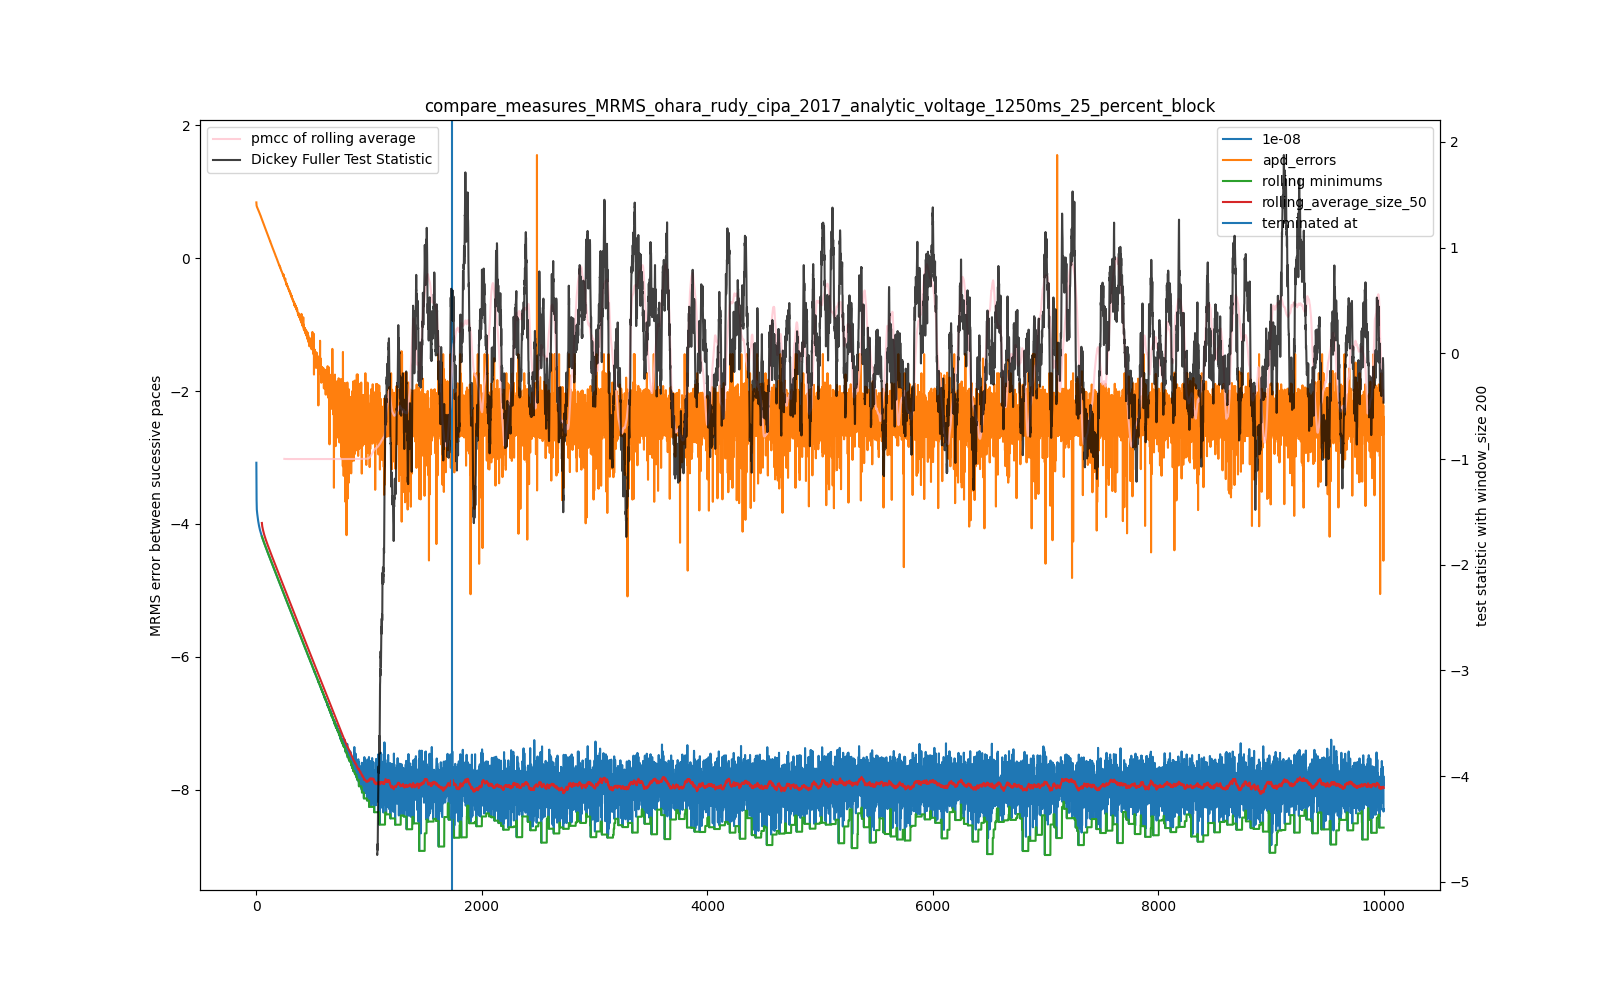 compare_measures_MRMS_ohara_rudy_cipa_2017_analytic_voltage_1250ms_25_percent_block
pmcc of rolling average
Dickey Fuller Test Statistic
1e-08
apd_errors
rolling minimums
rolling_average_size_50
terminated at
MRMS error between sucessive paces
2
0
−2
−4
−6
−8
test statistic with window_size 200
2
1
0
−1
−2
−3
−4
−5
0
2000
4000
6000
8000
10000